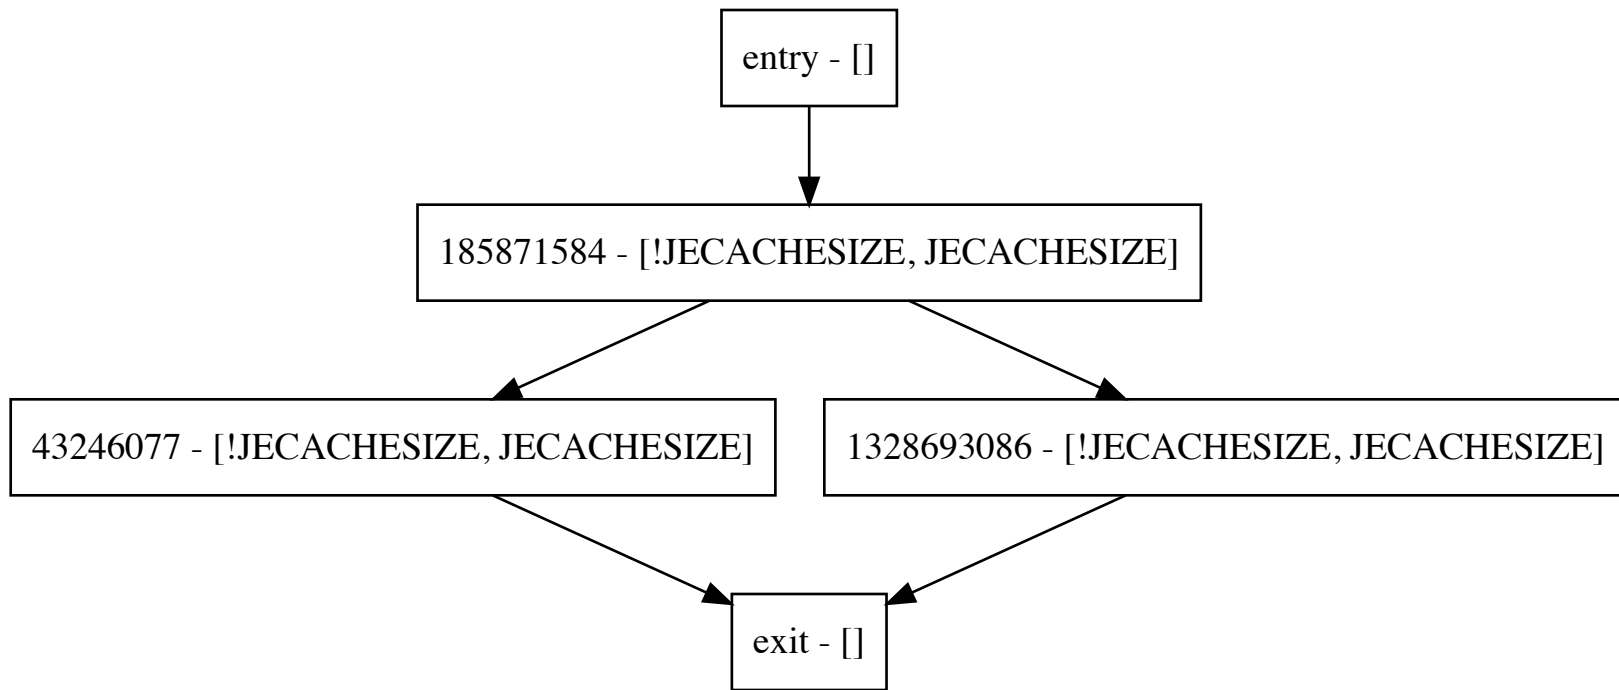 entry - []
185871584 - [!JECACHESIZE, JECACHESIZE]
43246077 - [!JECACHESIZE, JECACHESIZE]
1328693086 - [!JECACHESIZE, JECACHESIZE]
exit - []